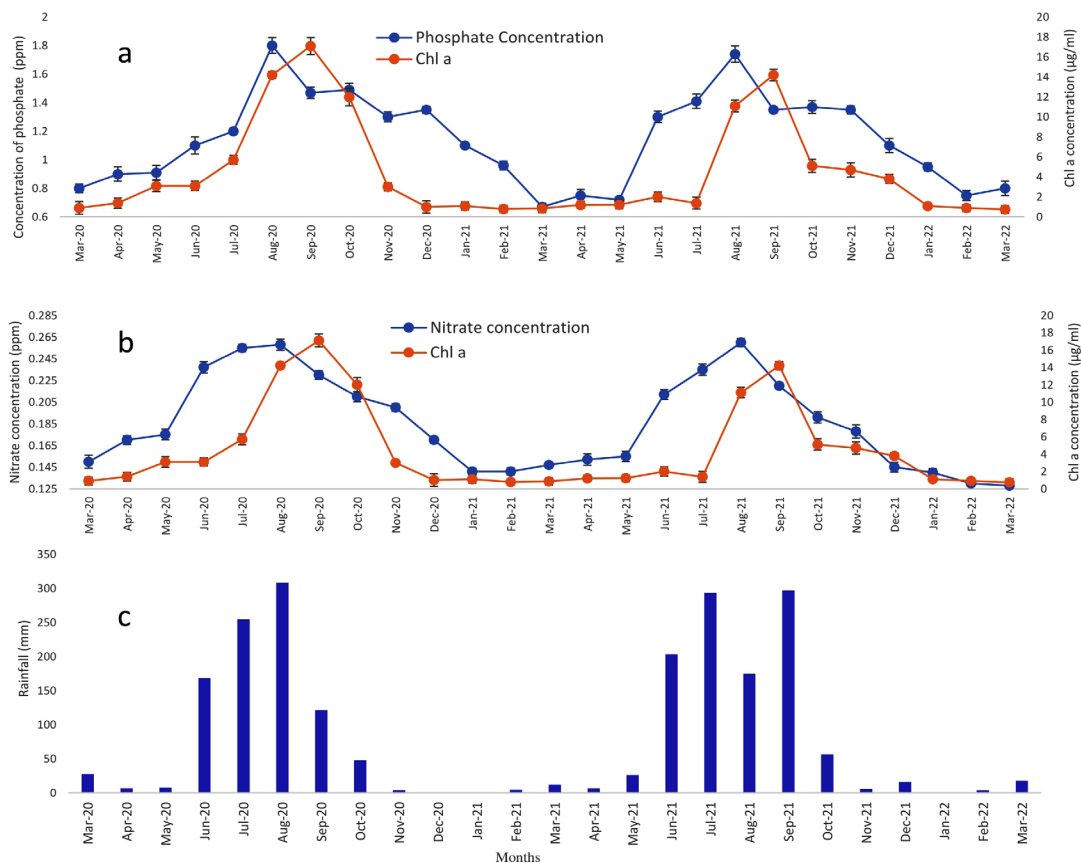 a
Phosphate Concentration
Chl a
Concentration of phosphate (ppm)
2
1.8
1.6
1.4
1.2
1
0.8
0.6
Chl a concentration (µg/ml)
20
18
16
14
12
10
8
6
4
2
0
Mar-20 Apr-20 May-20 Jun-20 Jul-20 Aug-20 Sep-20 Oct-20 Nov-20 Dec-20 Jan-21 Feb-21 Mar-21 Apr-21 May-21 Jun-21 Jul-21 Aug-21 Sep-21 Oct-21 Nov-21 Dec-21 Jan-22 Feb-22 Mar-22
b
Nitrate concentration
Chl a
Nitrate concentration (ppm)
0.285
0.265
0.245
0.225
0.205
0.185
0.165
0.145
0.125
Chl a concentration (µg/ml)
20
18
16
14
12
10
8
6
4
2
0
Mar-20 Apr-20 May-20 Jun-20 Jul-20 Aug-20 Sep-20 Oct-20 Nov-20 Dec-20 Jan-21 Feb-21 Mar-21 Apr-21 May-21 Jun-21 Jul-21 Aug-21 Sep-21 Oct-21 Nov-21 Dec-21 Jan-22 Feb-22 Mar-22
c
Rainfall (mm)
350
300
250
200
150
100
50
0
Mar-20 Apr-20 May-20 Jun-20 Jul-20 Aug-20 Sep-20 Oct-20 Nov-20 Dec-20 Jan-21 Feb-21 Mar-21 Apr-21 May-21 Jun-21 Jul-21 Aug-21 Sep-21 Oct-21 Nov-21 Dec-21 Jan-22 Feb-22 Mar-22
Months